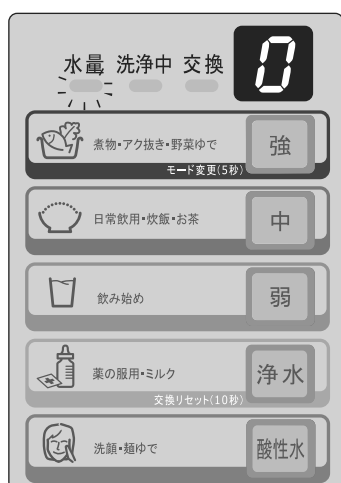 水量 洗浄中 交換 0
煮物・アク抜き・野菜ゆで 強
モード変更(5秒)
日常飲用・炊飯・お茶 中
飲み始め 弱
薬の服用・ミルク 浄水
交換リセット(10秒)
洗顔・麺ゆで 酸性水